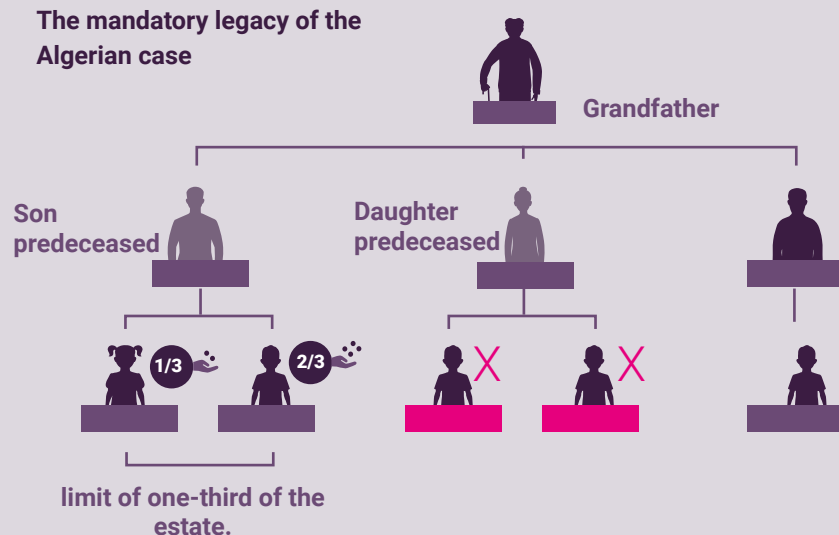 The mandatory legacy of the
Algerian case
Grandfather
Son
predeceased
Daughter
predeceased
1/3
2/3
X
X
limit of one-third of the
estate.